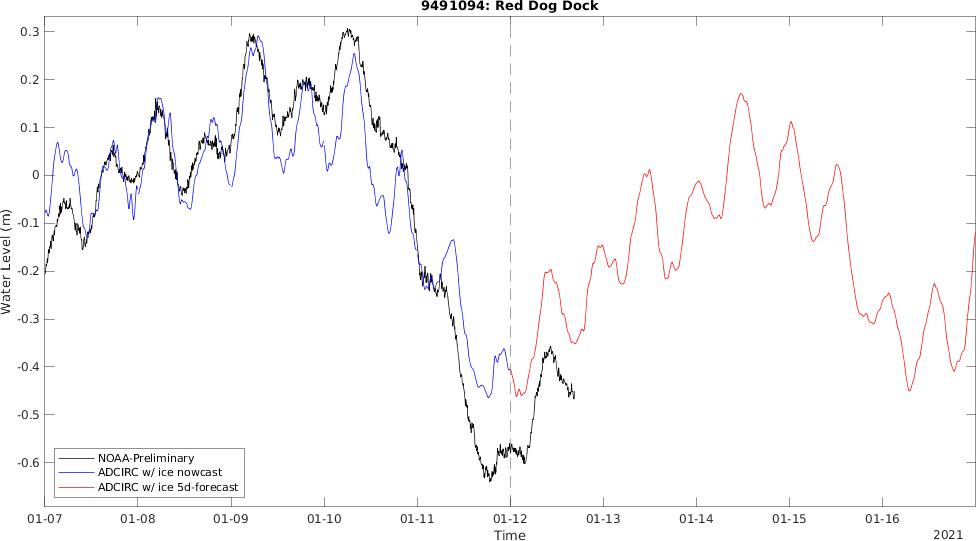 9491094: Red Dog Dock
0.3
0.2
0.1
0
-0.1
-0.2
-0.3
-0.4
-0.5
-0.6
Water Level (m)
NOAA-Preliminary
ADCIRC w/ ice nowcast
ADCIRC w/ ice 5d-forecast
01-07 01-08 01-09 01-10 01-11 01-12 01-13 01-14 01-15 01-16
Time
2021